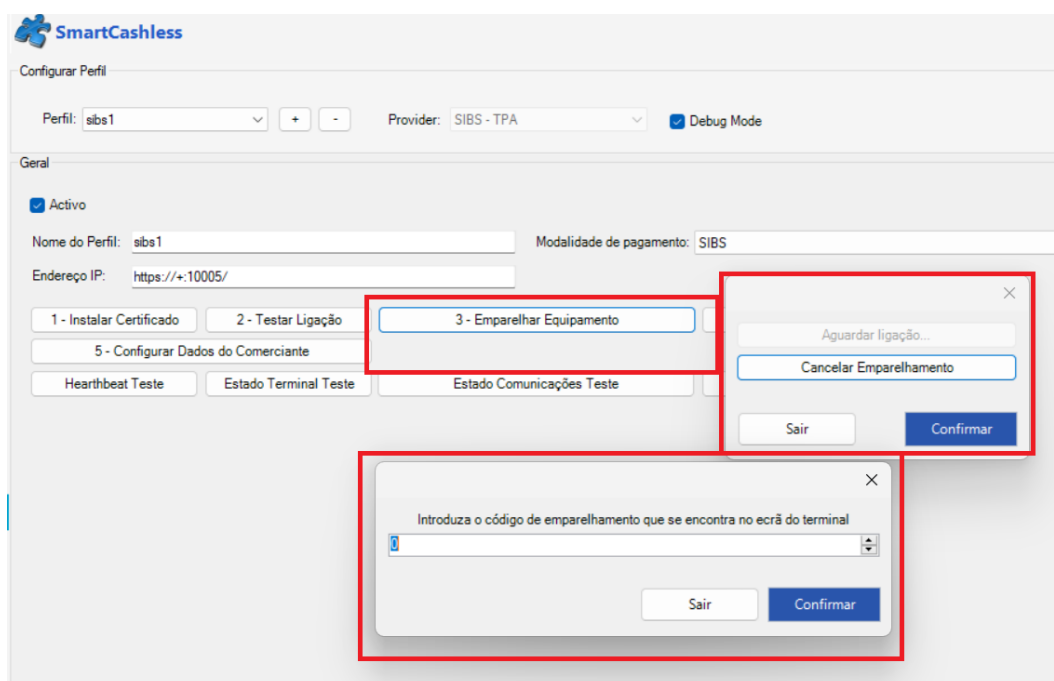 SmartCashless
Configurar Perfil
Perfil: sibs1 + - Provider: SIBS - TPA Debug Mode
Geral
Activo
Nome do Perfil: sibs1 Modalidade de pagamento: SIBS
Endereço IP: https://+:10005/
1 - Instalar Certificado 2 - Testar Ligação 3 - Emparelhar Equipamento
5 - Configurar Dados do Comerciante
Hearthbeat Teste Estado Terminal Teste Estado Comunicações Teste
Aguardar ligação...
Cancelar Emparelhamento
Sair Confirmar
Introduza o código de emparelhamento que se encontra no ecrã do terminal
0
Sair Confirmar